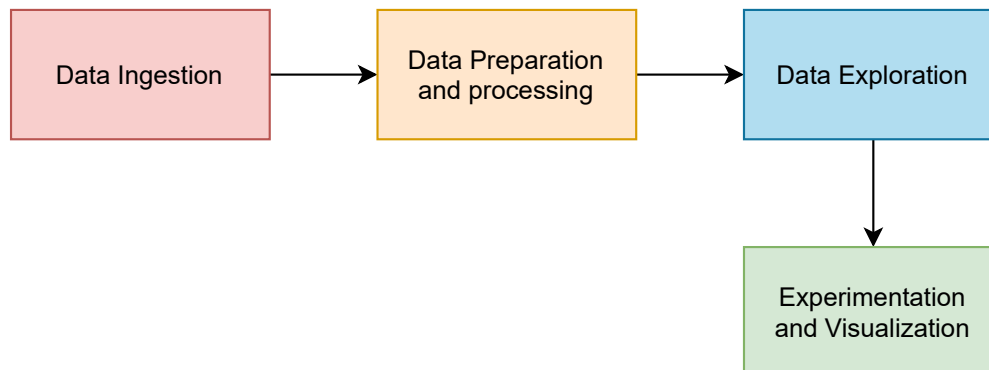 Data Ingestion
Data Preparation
and processing
Data Exploration
Experimentation
and Visualization